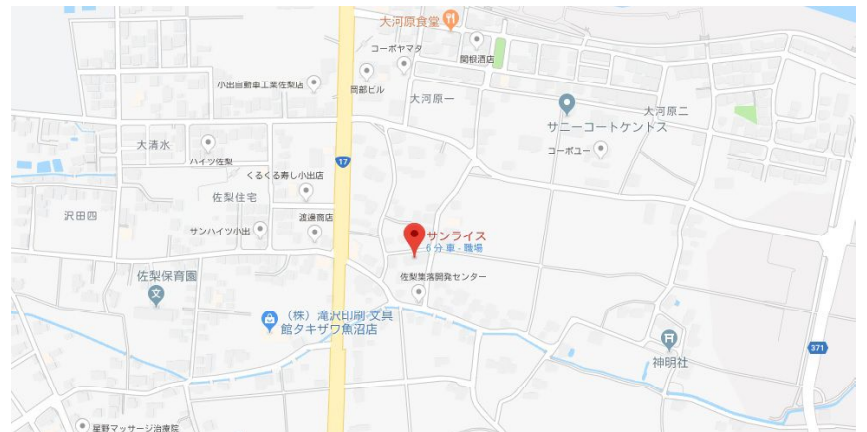 大河原食堂
コーポヤマタ
関根酒店
小出自動車工業佐梨店
岡部ビル
大河原一
大河原二
サニーコートケントス
大清水
17
コーポユー
ハイツ佐梨
くるくる寿し小出店
佐梨住宅
沢田四
渡邊商店
サンハイツ小出
サンライス
6 分 車 - 職場
佐梨保育園
文
佐梨集落開発センター
（株）滝沢印刷 文具
館タキザワ魚沼店
371
神明社
星野マッサージ治療院